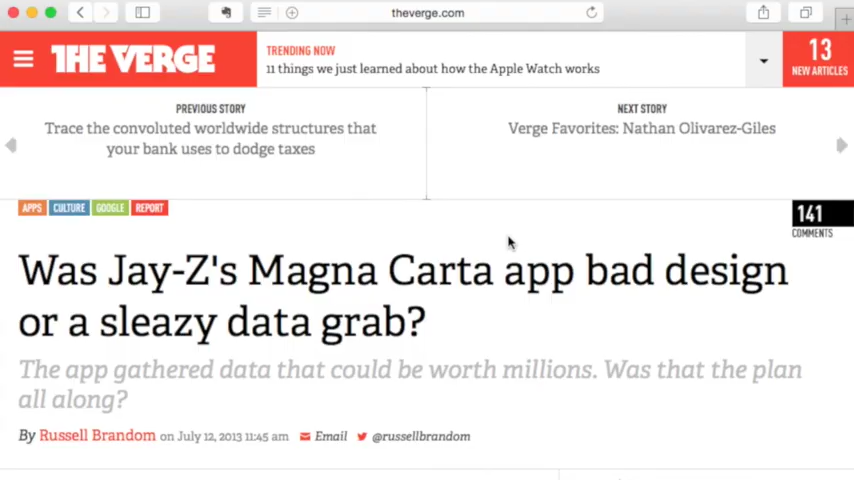 theverge.com
THE VERGE
TRENDING NOW
11 things we just learned about how the Apple Watch works
13
NEW ARTICLES
PREVIOUS STORY
Trace the convoluted worldwide structures that
your bank uses to dodge taxes
NEXT STORY
Verge Favorites: Nathan Olivarez-Giles
APPS CULTURE GOOGLE REPORT
141
COMMENTS
Was Jay-Z's Magna Carta app bad design
or a sleazy data grab?
The app gathered data that could be worth millions. Was that the plan
all along?
By Russell Brandom on July 12, 2013 11:45 am Email @russellbrandom